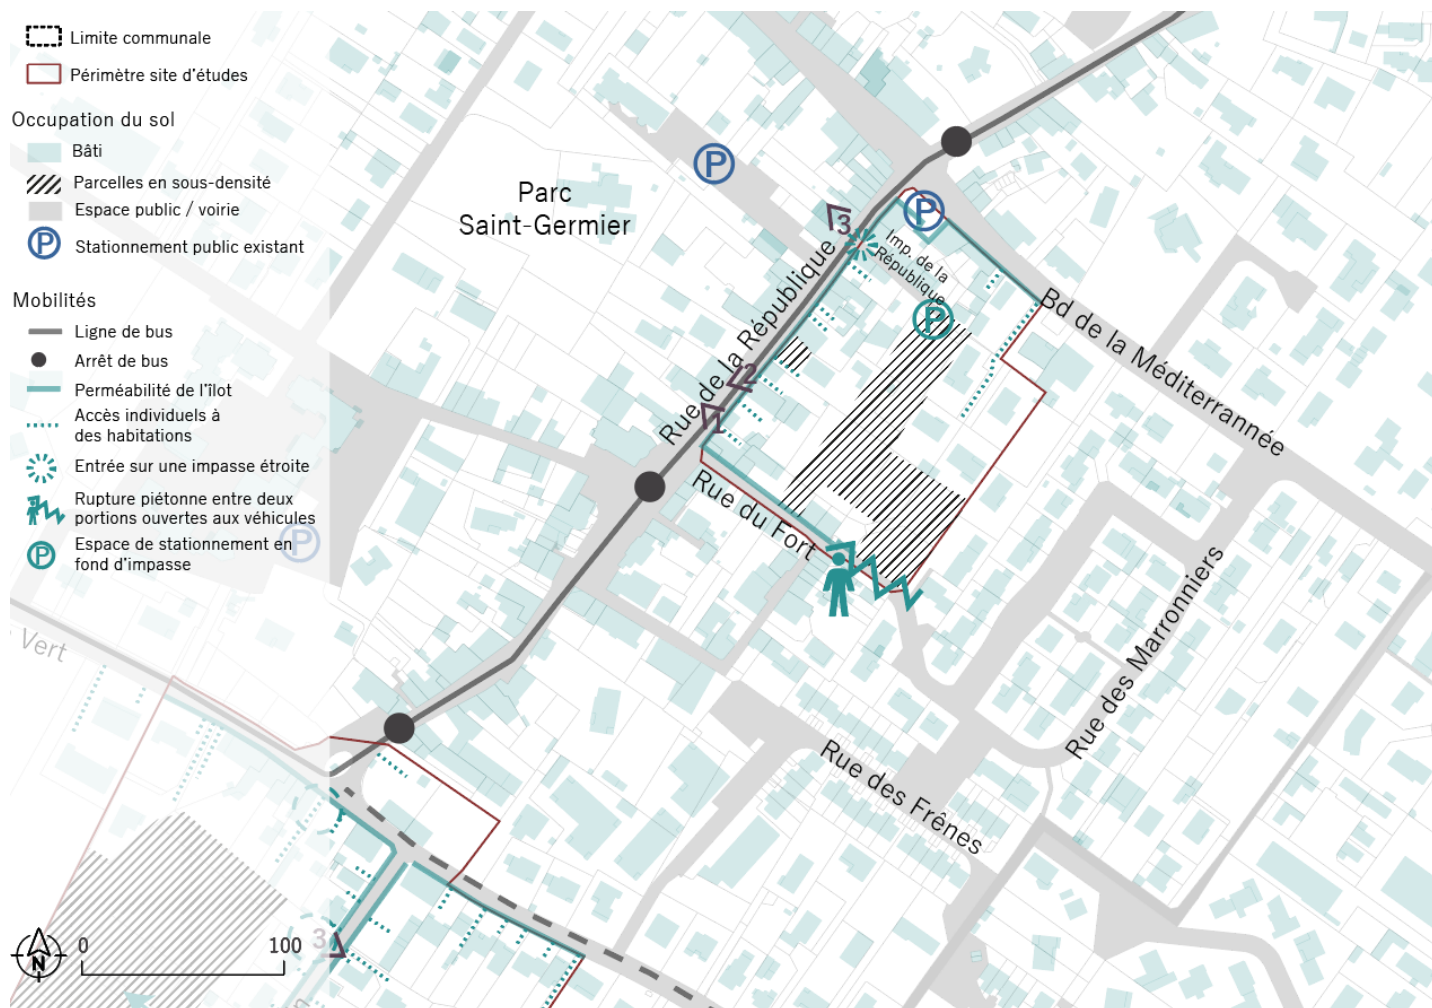 Limite communale
Périmètre site d'études
Occupation du sol
Bâti
Parcelles en sous-densité
Espace public / voirie
P
Stationnement public existant
Mobilités
Ligne de bus
Arrêt de bus
Perméabilité de l'îlot
Accès individuels à
des habitations
Entrée sur une impasse étroite
Rupture piétonne entre deux
portions ouvertes aux véhicules
P
Espace de stationnement en
fond d'impasse
P
Parc
Saint-Germier
P
P
3
Imp. de la
République
P
Rue de la République
2
1
Bd de la Méditerrannée
Rue du Fort
Rue des Marronniers
Rue des Frênes
Vert
3
N
0
100